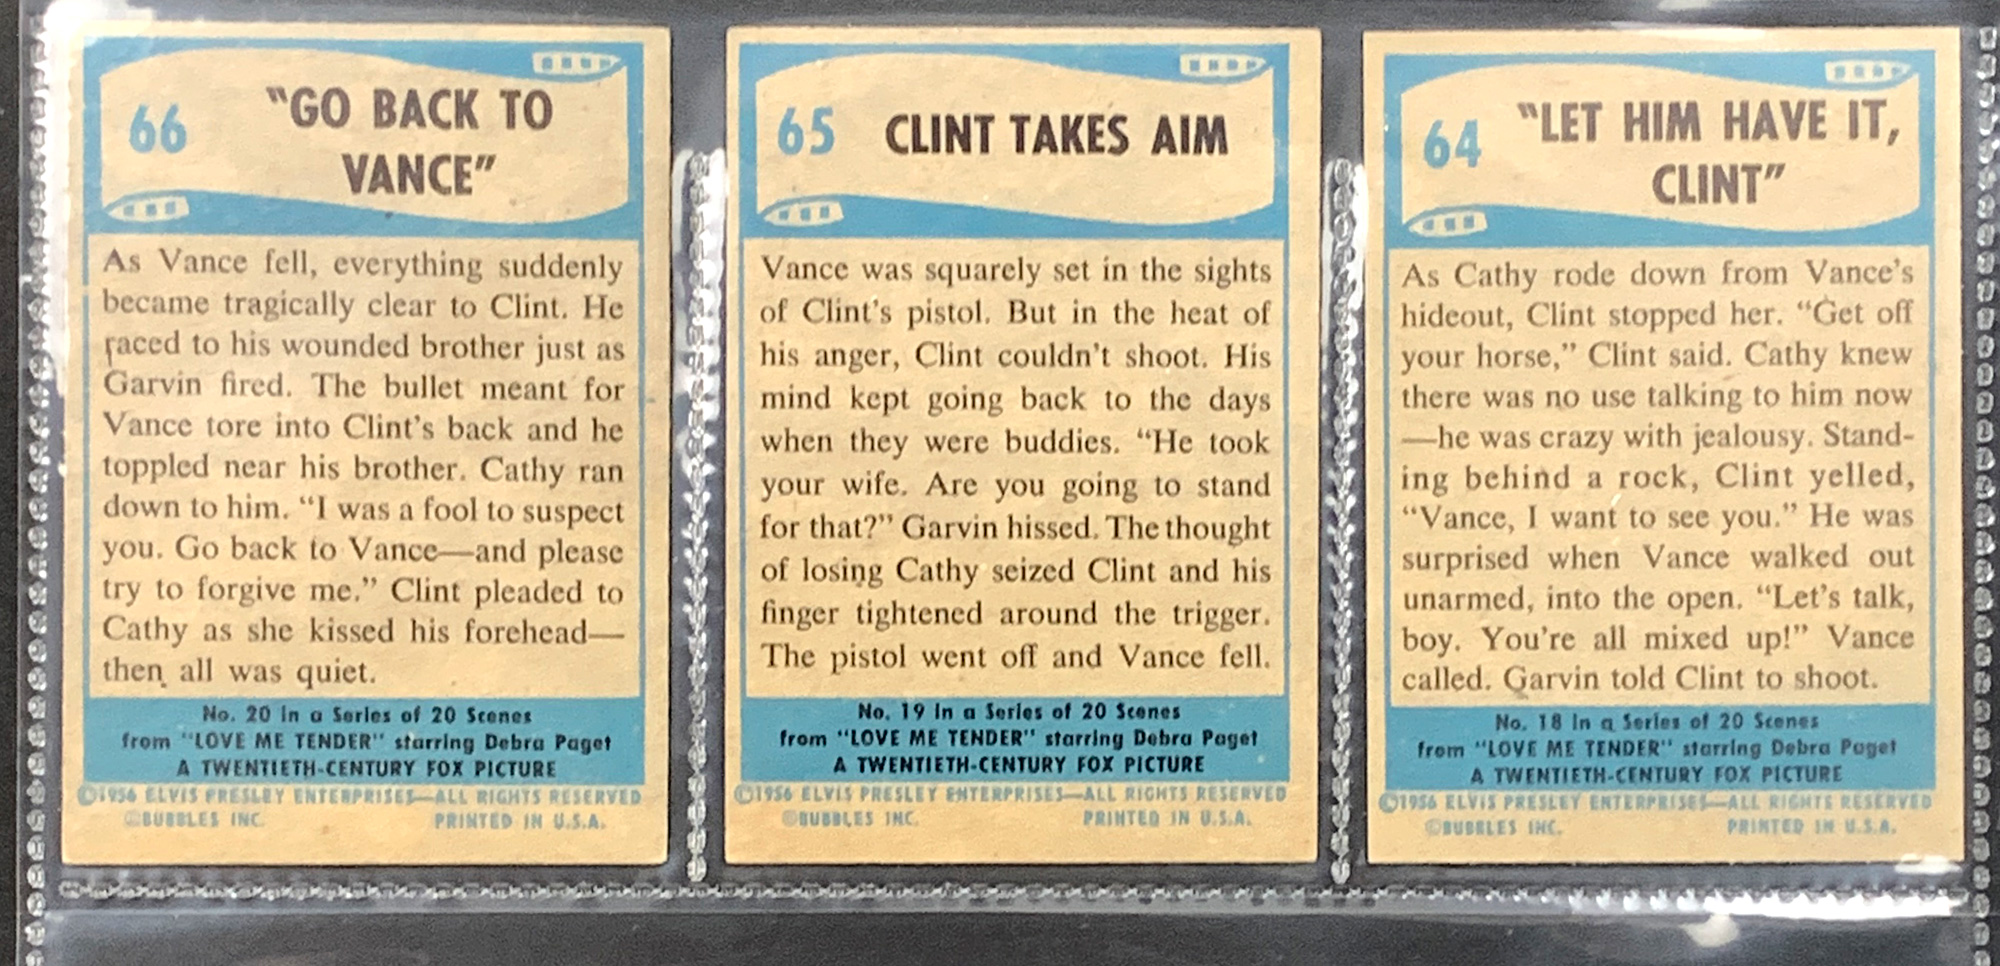 66
"GO BACK TO
VANCE"
As Vance fell, everything suddenly
became tragically clear to Clint. He
raced to his wounded brother just as
Garvin fired. The bullet meant for
Vance tore into Clint's back and he
toppled near his brother. Cathy ran
down to him. "I was a fool to suspect
you. Go back to Vance—and please
try to forgive me." Clint pleaded to
Cathy as she kissed his forehead—
then all was quiet.
No. 20 in a Series of 20 Scenes
from "LOVE ME TENDER" starring Debra Paget
A TWENTIETH-CENTURY FOX PICTURE
©1956 ELVIS PRESLEY ENTERPRISES—ALL RIGHTS RESERVED
©BUBBLES INC. PRINTED IN U.S.A.
65
CLINT TAKES AIM
Vance was squarely set in the sights
of Clint's pistol. But in the heat of
his anger, Clint couldn't shoot. His
mind kept going back to the days
when they were buddies. "He took
your wife. Are you going to stand
for that?" Garvin hissed. The thought
of losing Cathy seized Clint and his
finger tightened around the trigger.
The pistol went off and Vance fell.
No. 19 in a Series of 20 Scenes
from "LOVE ME TENDER" starring Debra Paget
A TWENTIETH-CENTURY FOX PICTURE
©1956 ELVIS PRESLEY ENTERPRISES—ALL RIGHTS RESERVED
©BUBBLES INC. PRINTED IN U.S.A.
64
"LET HIM HAVE IT,
CLINT"
As Cathy rode down from Vance's
hideout, Clint stopped her. "Get off
your horse," Clint said. Cathy knew
there was no use talking to him now
—he was crazy with jealousy. Stand-
ing behind a rock, Clint yelled,
"Vance, I want to see you." He was
surprised when Vance walked out
unarmed, into the open. "Let's talk,
boy. You're all mixed up!" Vance
called. Garvin told Clint to shoot.
No. 18 in a Series of 20 Scenes
from "LOVE ME TENDER" starring Debra Paget
A TWENTIETH-CENTURY FOX PICTURE
©1956 ELVIS PRESLEY ENTERPRISES—ALL RIGHTS RESERVED
©BUBBLES INC. PRINTED IN U.S.A.